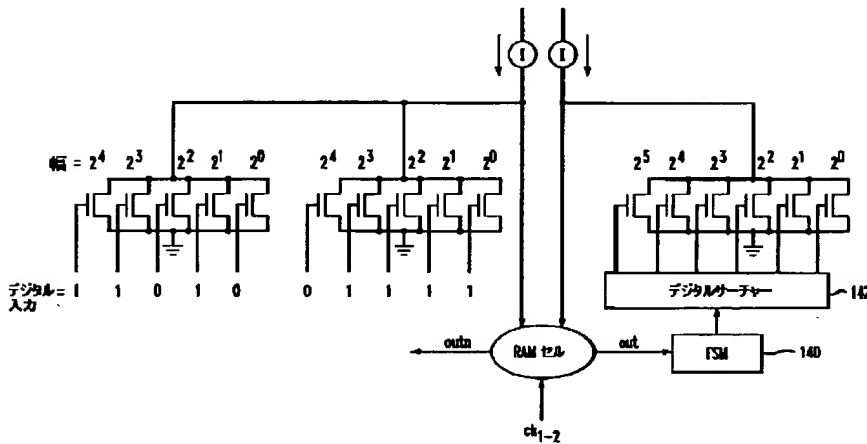 I I
幅 = 2⁴ 2³ 2² 2¹ 2⁰ 2⁴ 2³ 2² 2¹ 2⁰ 2⁵ 2⁴ 2³ 2² 2¹ 2⁰
デジタル = 1 1 0 1 0 0 1 1 1 1
入力
デジタルサーチャー 142
outn RAM セル out FSM 140
ck1-2